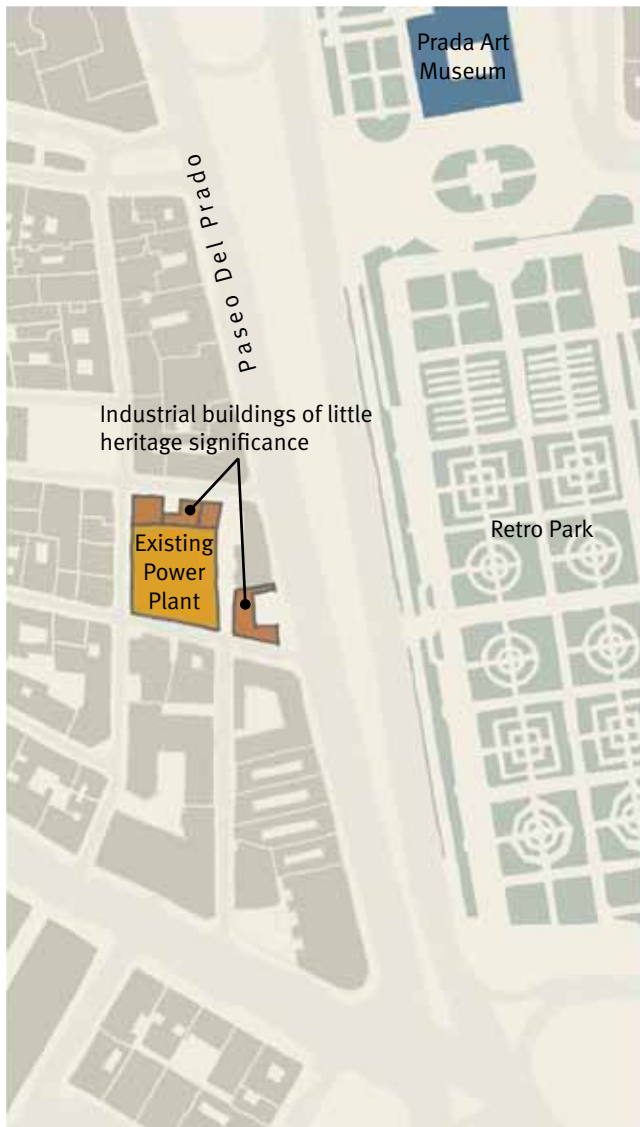 Prada Art
Museum
Paseo Del Prado
Industrial buildings of little
heritage significance
Existing
Power
Plant
Retro Park